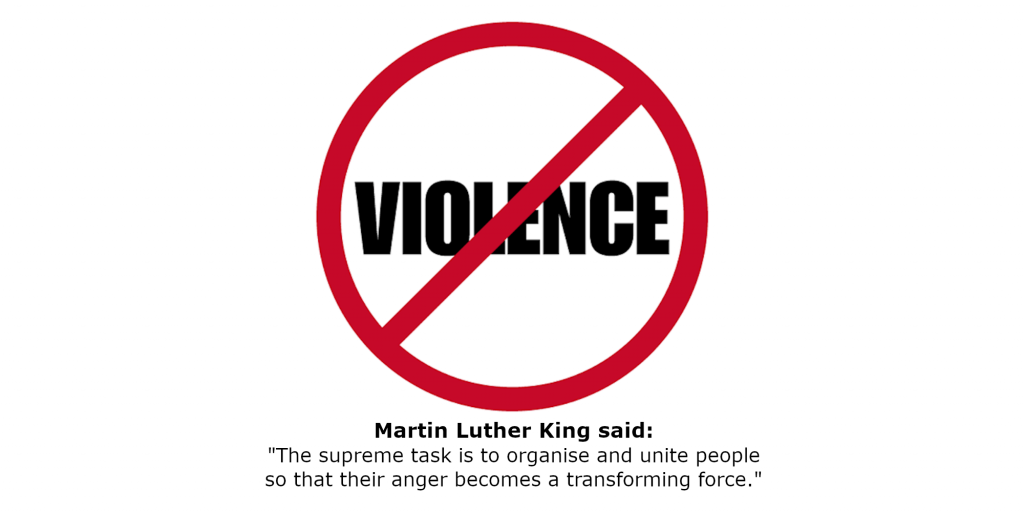 VIOLENCE
Martin Luther King said:
"The supreme task is to organise and unite people
so that their anger becomes a transforming force."